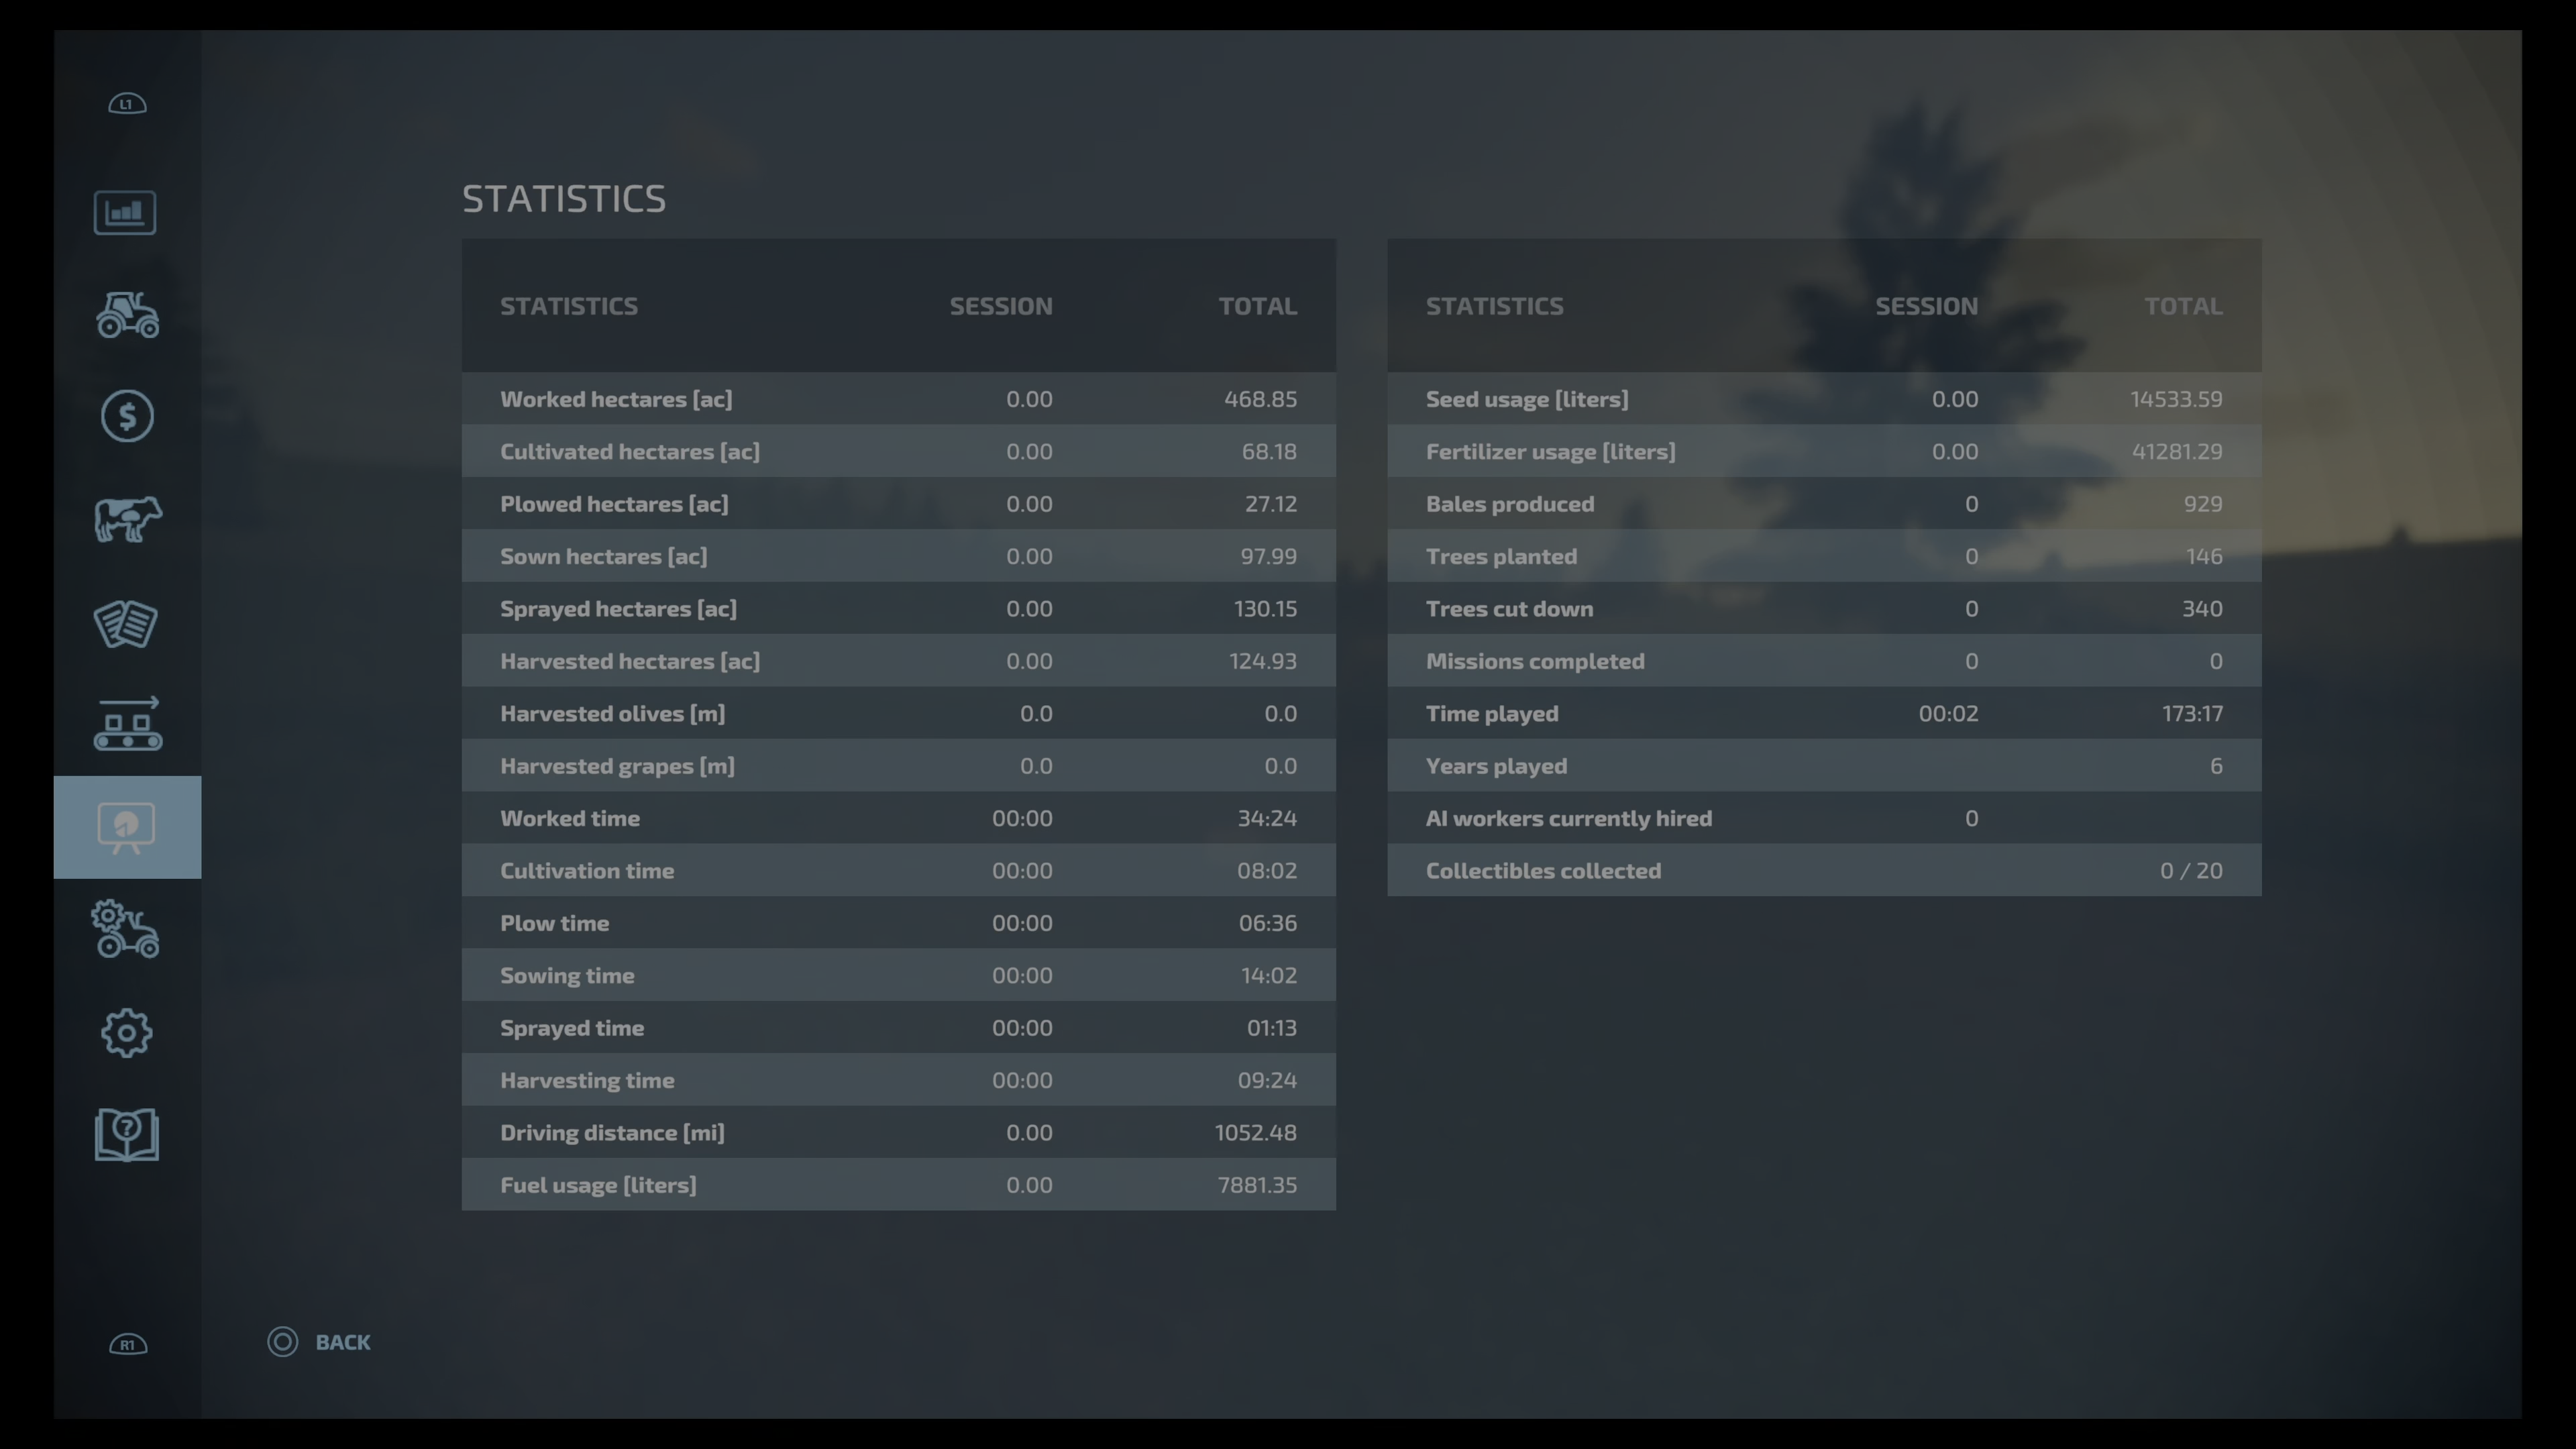 L1
STATISTICS
STATISTICS SESSION TOTAL
Worked hectares [ac] 0.00 468.85
Cultivated hectares [ac] 0.00 68.18
Plowed hectares [ac] 0.00 27.12
Sown hectares [ac] 0.00 97.99
Sprayed hectares [ac] 0.00 130.15
Harvested hectares [ac] 0.00 124.93
Harvested olives [m] 0.0 0.0
Harvested grapes [m] 0.0 0.0
Worked time 00:00 34:24
Cultivation time 00:00 08:02
Plow time 00:00 06:36
Sowing time 00:00 14:02
Sprayed time 00:00 01:13
Harvesting time 00:00 09:24
Driving distance [mi] 0.00 1052.48
Fuel usage [liters] 0.00 7881.35
STATISTICS SESSION TOTAL
Seed usage [liters] 0.00 14533.59
Fertilizer usage [liters] 0.00 41281.29
Bales produced 0 929
Trees planted 0 146
Trees cut down 0 340
Missions completed 0 0
Time played 00:02 173:17
Years played 6
AI workers currently hired 0
Collectibles collected 0 / 20
R1
BACK